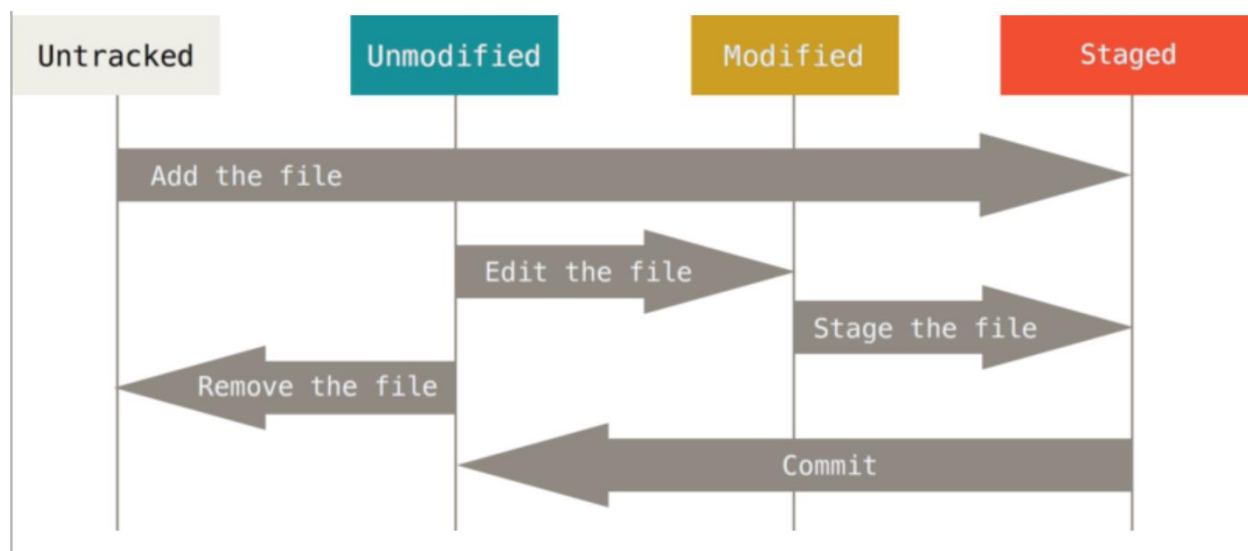 Untracked
Unmodified
Modified
Staged
Add the file
Edit the file
Stage the file
Remove the file
Commit